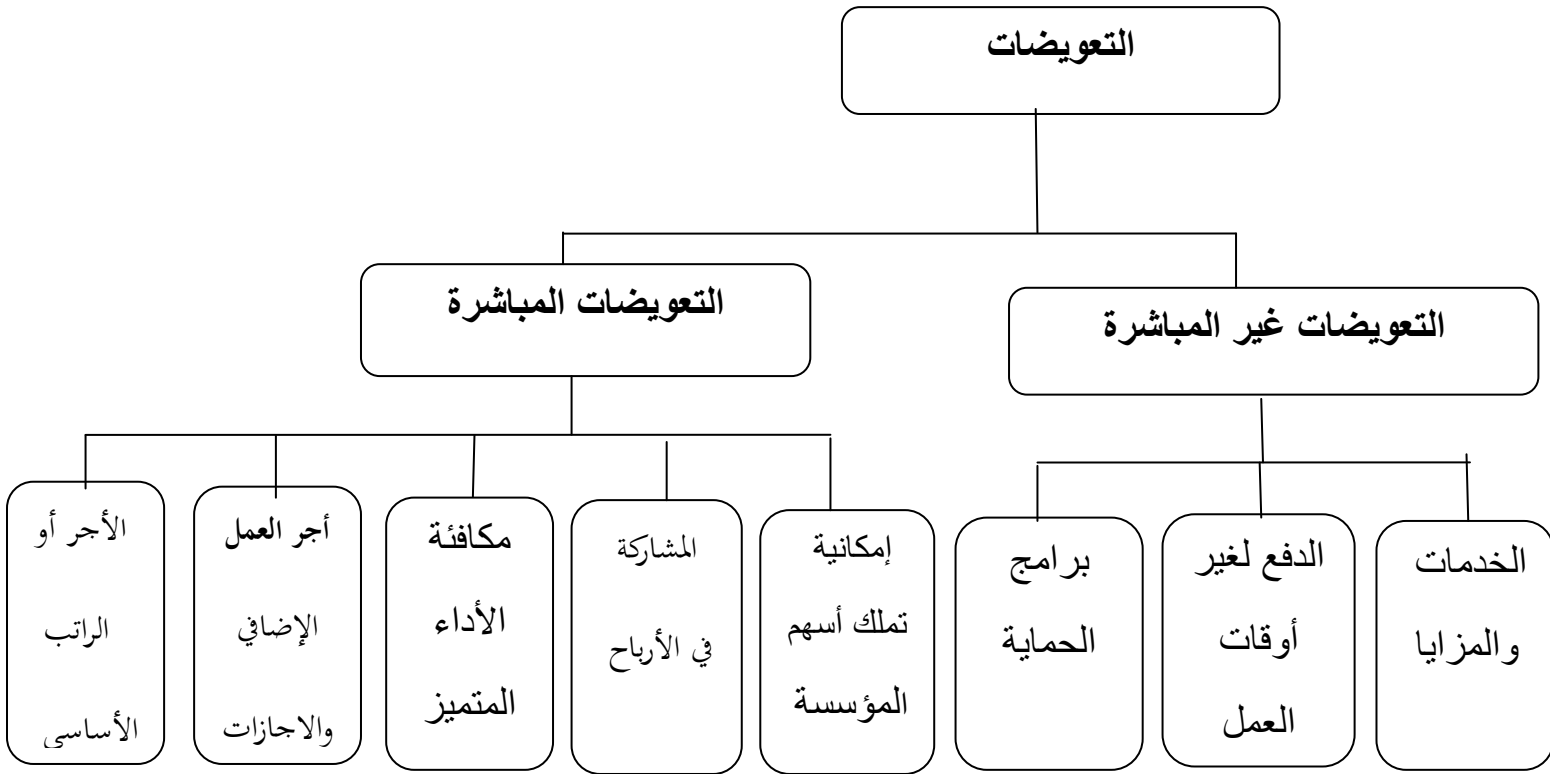 التعويضات
التعويضات غير المباشرة
التعويضات المباشرة
الخدمات
والمزايا
الدفع لغير
أوقات
العمل
برامج
الحماية
إمكانية
تملك أسهم
المؤسسة
المشاركة
في الأرباح
مكافئة
الأداء
المتميز
أجر العمل
الإضافي
والاجازات
الأجر أو
الراتب
الأساسي